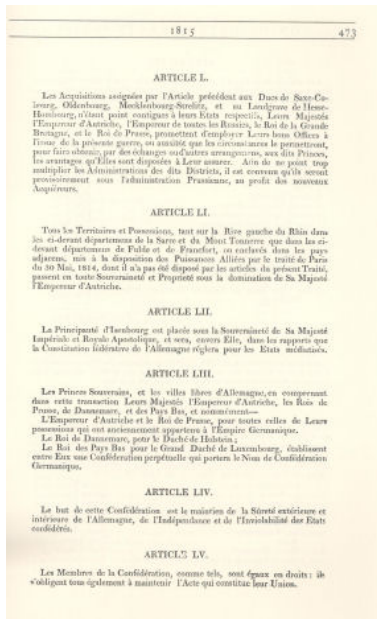 1815
473
ARTICLE L.
Les Acquisitions assignées par l'Article précédent aux Ducs de Saxe-Co-
bourg, Oldenbourg, Mecklenbourg-Strelitz, et au Landgrave de Hesse-
Hombourg, n'étant point contiguës à leurs Etats respectifs, Leurs Majestés
l'Empereur d'Autriche, l'Empereur de toutes les Russies, le Roi de la Grande
Bretagne, et le Roi de Prusse, promettent d'employer Leurs bons Offices à
l'issue de la présente guerre, ou aussitôt que les circonstances le permettront,
pour faire obtenir, par des échanges ou d'autres arrangemens, aux dits Princes,
les avantages qu'Elles sont disposées à Leur assurer. Afin de ne point trop
multiplier les Administrations des dits Districts, il est convenu qu'ils seront
provisoirement sous l'administration Prussienne, au profit des nouveaux
Acquéreurs.
ARTICLE LI.
Tous les Territoires et Possessions, tant sur la Rive gauche du Rhin dans
les ci-devant départemens de la Sarre et du Mont Tonnerre que dans les ci-
devant départemens de Fulde et de Francfort, ou enclavés dans les pays
adjacens, mis à la disposition des Puissances Alliées par le traité de Paris
du 30 Mai, 1814, dont il n'a pas été disposé par les articles du présent Traité,
passent en toute Souveraineté et Proprieté sous la domination de Sa Majesté
l'Empereur d'Autriche.
ARTICLE LII.
La Principauté d'Isenbourg est placée sous la Souveraineté de Sa Majesté
Impériale et Royale Apostolique, et sera, envers Elle, dans les rapports que
la Constitution fédérative de l'Allemagne réglera pour les Etats médiatisés.
ARTICLE LIII.
Les Princes Souverains, et les villes libres d'Allemagne, en comprenant
dans cette transaction Leurs Majestés l'Empereur d'Autriche, les Rois de
Prusse, de Dannemarc, et des Pays Bas, et nommément—
L'Empereur d'Autriche et le Roi de Prusse, pour toutes celles de Leurs
possessions qui ont anciennement appartenu à l'Empire Germanique.
Le Roi de Dannemarc, pour le Duché de Holstein;
Le Roi des Pays Bas pour le Grand Duché de Luxembourg, établissent
entre Eux une Conféderation perpétuelle qui portera le Nom de Confédération
Germanique.
ARTICLE LIV.
Le but de cette Confédération est le maintien de la Sûreté extérieure et
intérieure de l'Allemagne, de l'Indépendance et de l'Inviolabilité des Etats
confédérés.
ARTICLE LV.
Les Membres de la Confédération, comme tels, sont égaux en droits: ils
s'obligent tous également à maintenir l'Acte qui constitue leur Union.